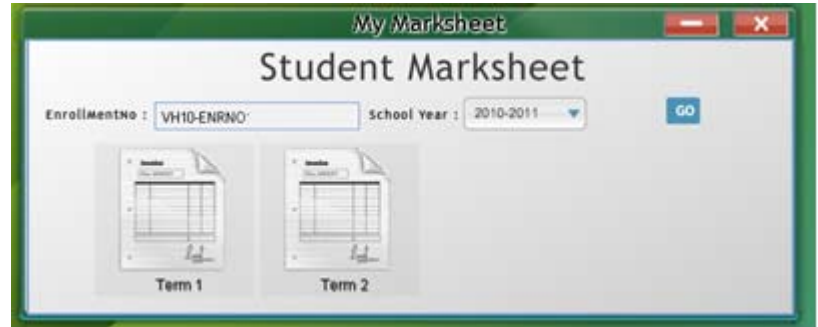 My Marksheet
Student Marksheet
EnrollmentNo : VH10-ENRNO School Year : 2010-2011 GO
Term 1 Term 2